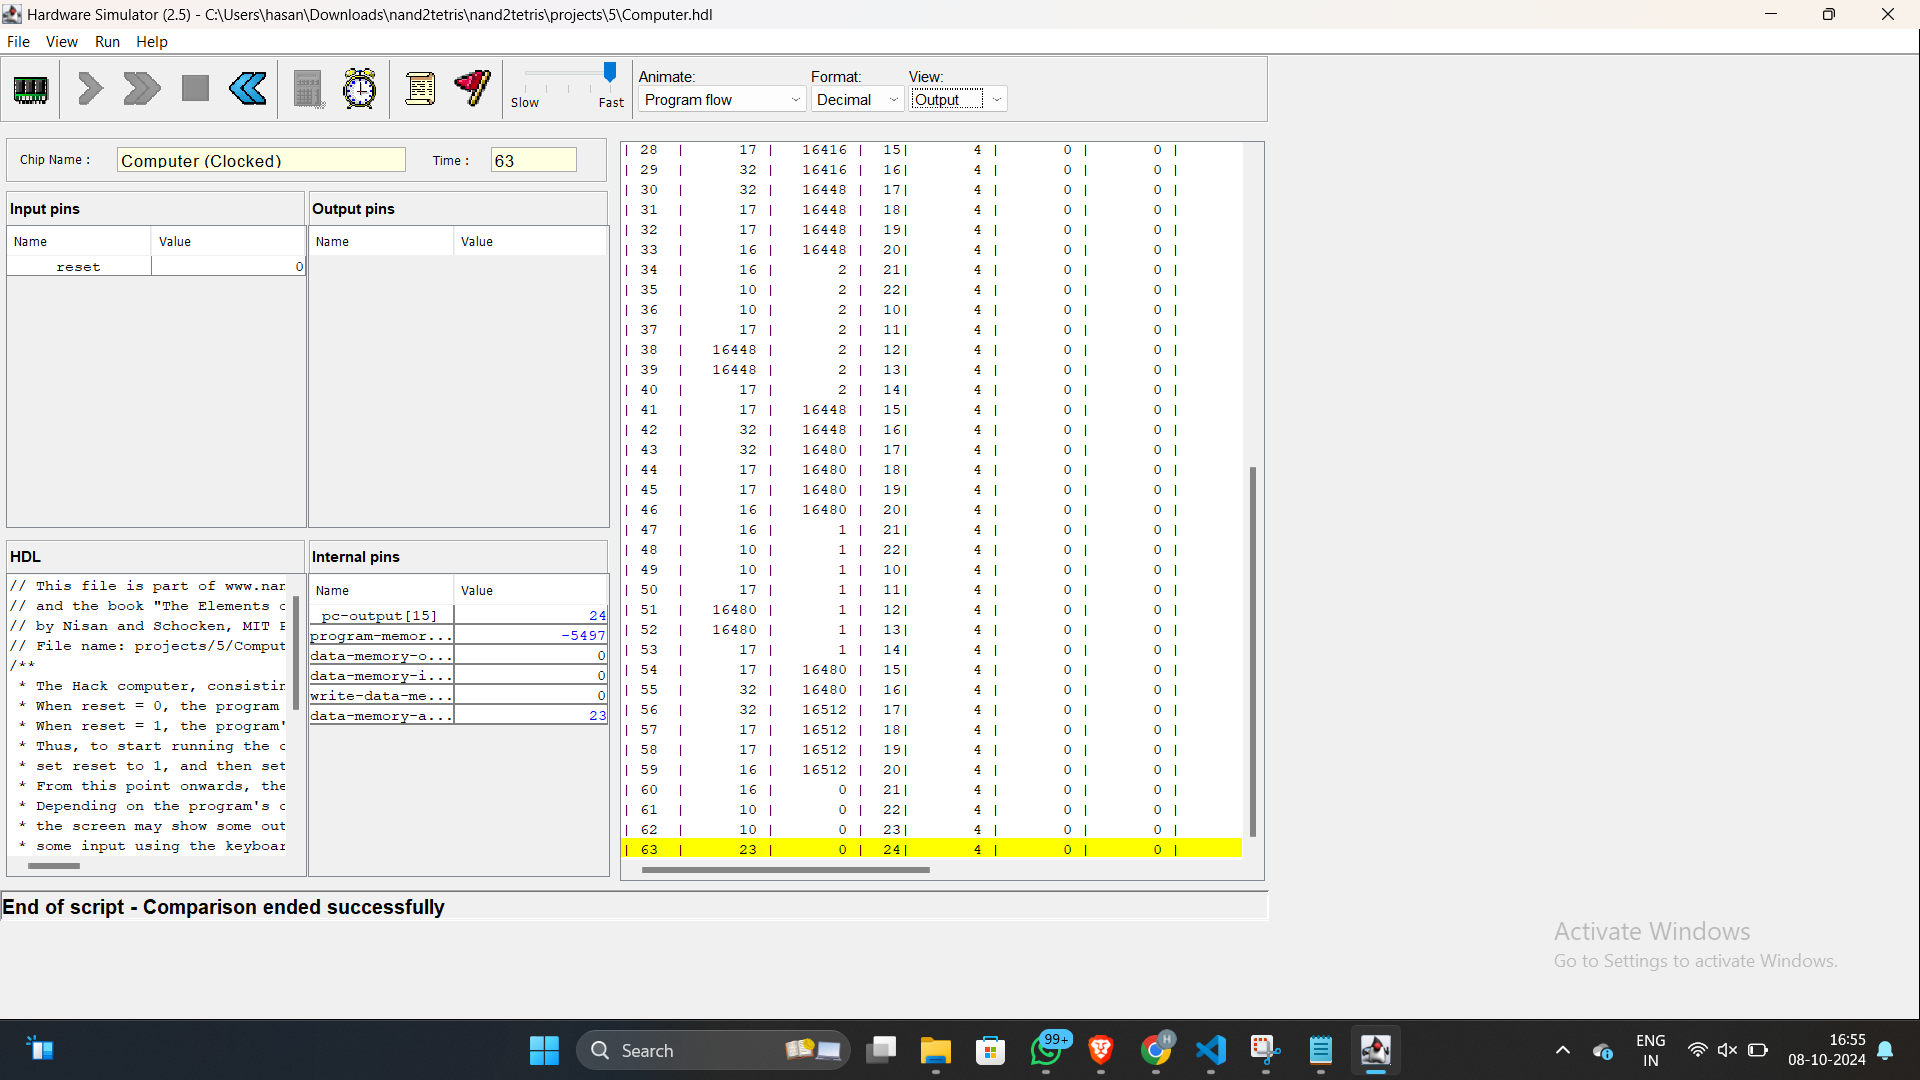 Hardware Simulator (2.5) - C:\Users\hasan\Downloads\nand2tetris\nand2tetris\projects\5\Computer.hdl
File View Run Help
Slow Fast
Animate: Format: View:
Program flow Decimal Output
Chip Name : Computer (Clocked) Time : 63
Input pins
Name Value
reset 0
Output pins
Name Value
HDL
// This file is part of www.nan
// and the book "The Elements o
// by Nisan and Schocken, MIT P
// File name: projects/5/Comput
/**
* The Hack computer, consistin
* When reset = 0, the program
* When reset = 1, the program'
* Thus, to start running the c
* set reset to 1, and then set
* From this point onwards, the
* Depending on the program's c
* the screen may show some out
* some input using the keyboar
Internal pins
Name Value
pc-output[15] 24
program-memor... -5497
data-memory-o... 0
data-memory-i... 0
write-data-me... 0
data-memory-a... 23
| 28 | 17 | 16416 | 15| 4 | 0 | 0 |
| 29 | 32 | 16416 | 16| 4 | 0 | 0 |
| 30 | 32 | 16448 | 17| 4 | 0 | 0 |
| 31 | 17 | 16448 | 18| 4 | 0 | 0 |
| 32 | 17 | 16448 | 19| 4 | 0 | 0 |
| 33 | 16 | 16448 | 20| 4 | 0 | 0 |
| 34 | 16 | 2 | 21| 4 | 0 | 0 |
| 35 | 10 | 2 | 22| 4 | 0 | 0 |
| 36 | 10 | 2 | 10| 4 | 0 | 0 |
| 37 | 17 | 2 | 11| 4 | 0 | 0 |
| 38 | 16448 | 2 | 12| 4 | 0 | 0 |
| 39 | 16448 | 2 | 13| 4 | 0 | 0 |
| 40 | 17 | 2 | 14| 4 | 0 | 0 |
| 41 | 17 | 16448 | 15| 4 | 0 | 0 |
| 42 | 32 | 16448 | 16| 4 | 0 | 0 |
| 43 | 32 | 16480 | 17| 4 | 0 | 0 |
| 44 | 17 | 16480 | 18| 4 | 0 | 0 |
| 45 | 17 | 16480 | 19| 4 | 0 | 0 |
| 46 | 16 | 16480 | 20| 4 | 0 | 0 |
| 47 | 16 | 1 | 21| 4 | 0 | 0 |
| 48 | 10 | 1 | 22| 4 | 0 | 0 |
| 49 | 10 | 1 | 10| 4 | 0 | 0 |
| 50 | 17 | 1 | 11| 4 | 0 | 0 |
| 51 | 16480 | 1 | 12| 4 | 0 | 0 |
| 52 | 16480 | 1 | 13| 4 | 0 | 0 |
| 53 | 17 | 1 | 14| 4 | 0 | 0 |
| 54 | 17 | 16480 | 15| 4 | 0 | 0 |
| 55 | 32 | 16480 | 16| 4 | 0 | 0 |
| 56 | 32 | 16512 | 17| 4 | 0 | 0 |
| 57 | 17 | 16512 | 18| 4 | 0 | 0 |
| 58 | 17 | 16512 | 19| 4 | 0 | 0 |
| 59 | 16 | 16512 | 20| 4 | 0 | 0 |
| 60 | 16 | 0 | 21| 4 | 0 | 0 |
| 61 | 10 | 0 | 22| 4 | 0 | 0 |
| 62 | 10 | 0 | 23| 4 | 0 | 0 |
| 63 | 23 | 0 | 24| 4 | 0 | 0 |
End of script - Comparison ended successfully
Activate Windows
Go to Settings to activate Windows.
Search
99+
H
ENG
IN
16:55
08-10-2024